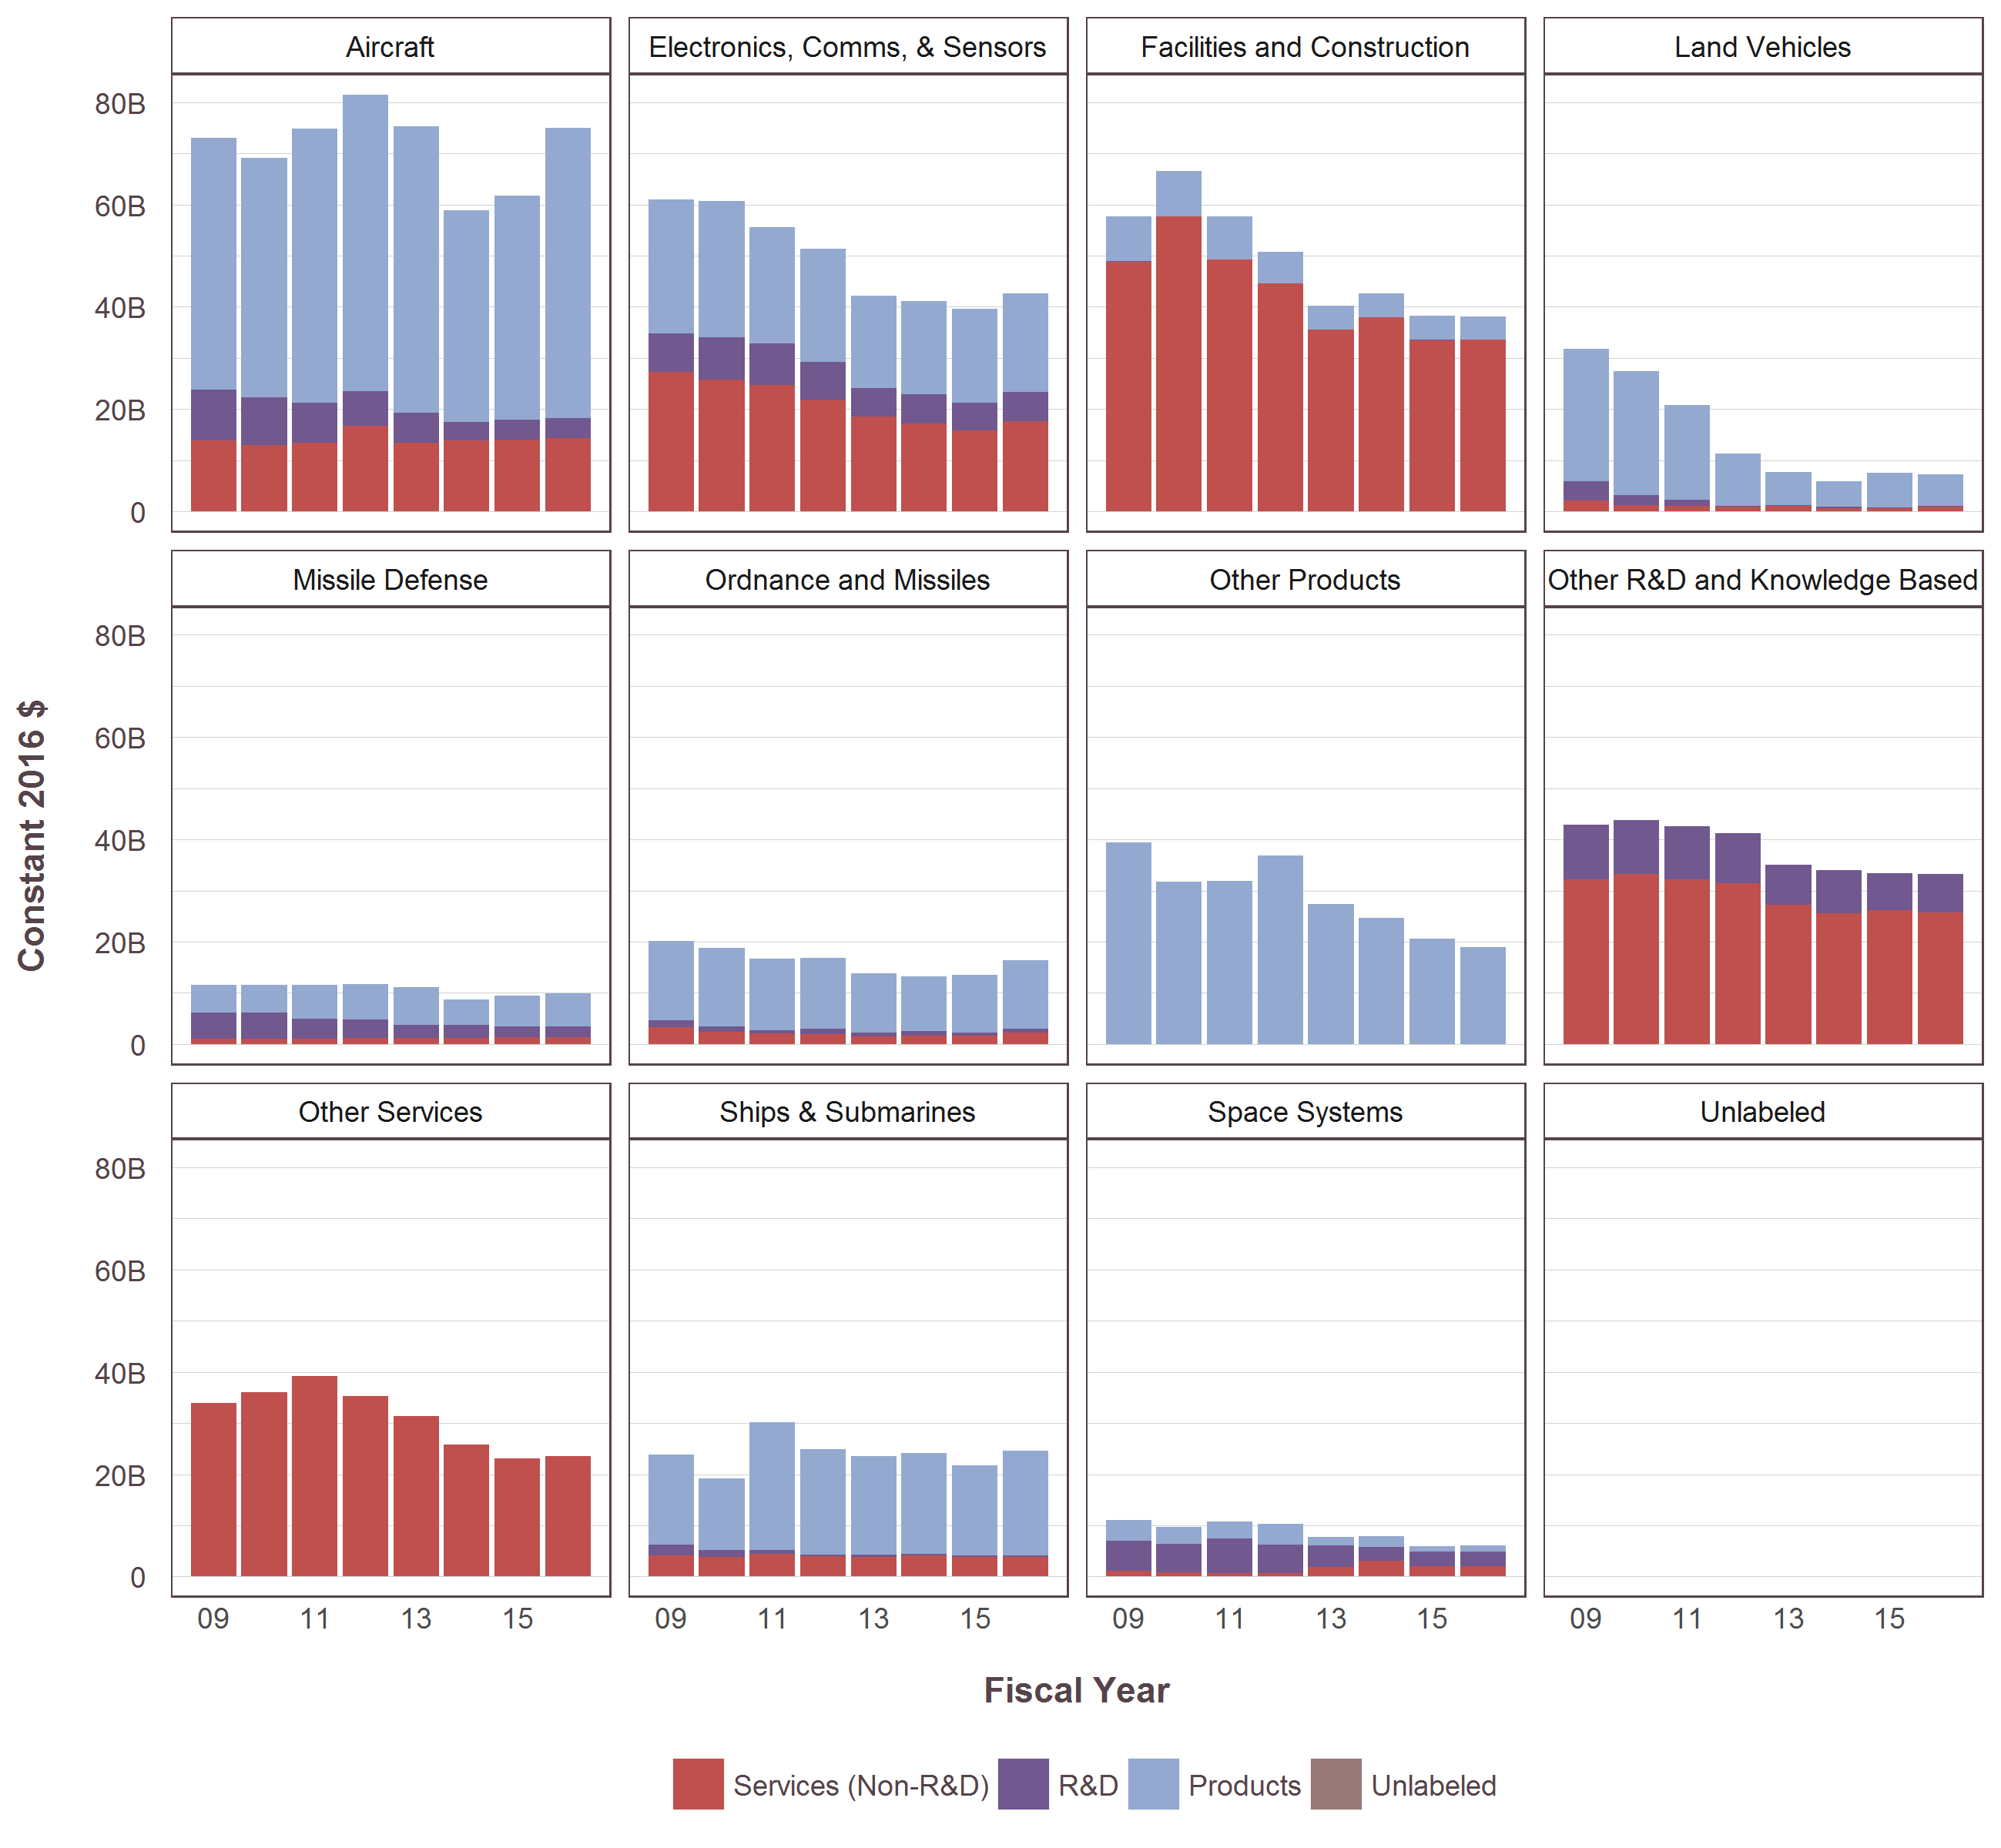 Aircraft
Electronics, Comms, & Sensors
Facilities and Construction
Land Vehicles
80B
60B
40B
20B
0
Missile Defense
Ordnance and Missiles
Other Products
Other R&D and Knowledge Based
80B
60B
40B
20B
0
Constant 2016 $
Other Services
Ships & Submarines
Space Systems
Unlabeled
80B
60B
40B
20B
0
09 11 13 15
09 11 13 15
09 11 13 15
09 11 13 15
Fiscal Year
Services (Non-R&D) R&D Products Unlabeled